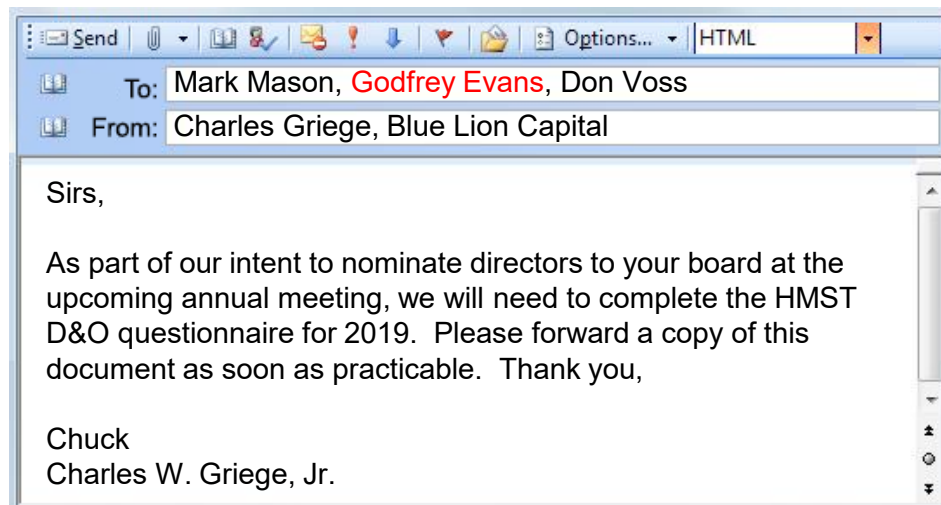 Send Options... HTML
To: Mark Mason, Godfrey Evans, Don Voss
From: Charles Griege, Blue Lion Capital
Sirs,
As part of our intent to nominate directors to your board at the
upcoming annual meeting, we will need to complete the HMST
D&O questionnaire for 2019.  Please forward a copy of this
document as soon as practicable.  Thank you,
Chuck
Charles W. Griege, Jr.